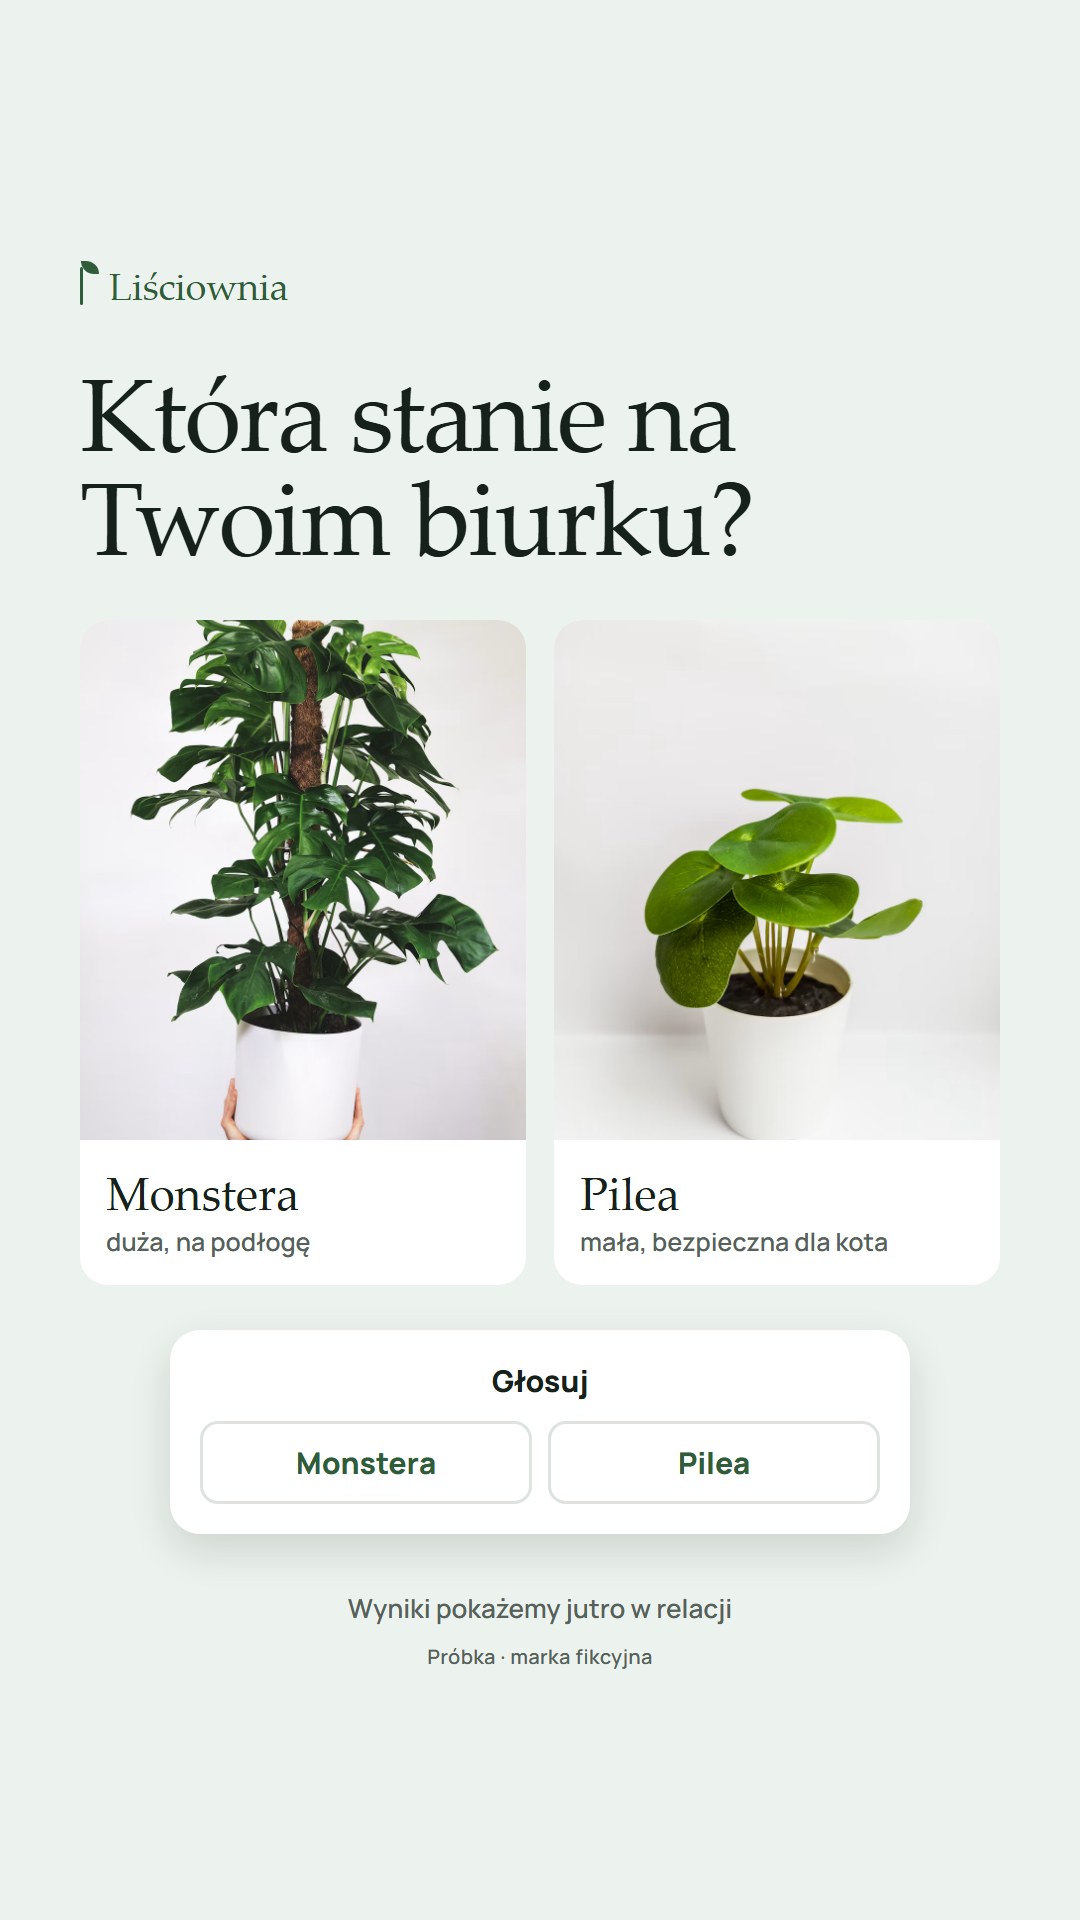 Liściownia
Która stanie na
Twoim biurku?
Monstera
duża, na podłogę
Pilea
mała, bezpieczna dla kota
Głosuj
Monstera
Pilea
Wyniki pokażemy jutro w relacji
Próbka · marka fikcyjna